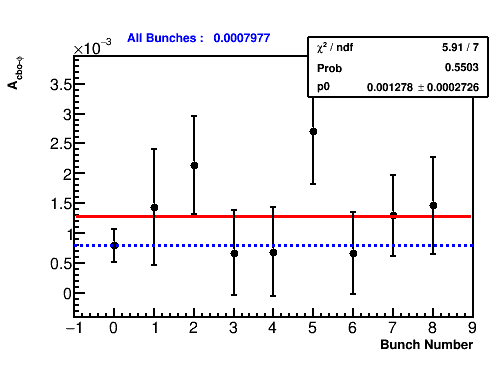 All Bunches : 0.0007977
×10⁻³
χ² / ndf 5.91 / 7
Prob 0.5503
p0 0.001278 ± 0.0002726
A_cbo-φ
3.5
3
2.5
2
1.5
1
0.5
0
−1 0 1 2 3 4 5 6 7 8 9
Bunch Number